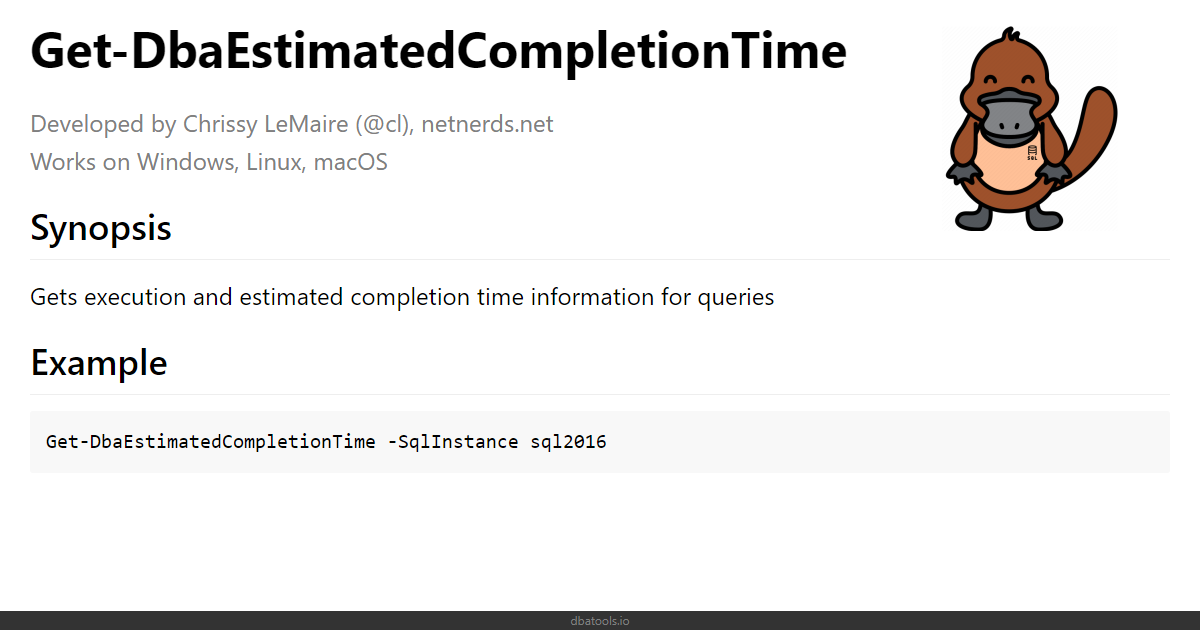 Get-DbaEstimatedCompletionTime
Developed by Chrissy LeMaire (@cl), netnerds.net
Works on Windows, Linux, macOS
SQL
Synopsis
Gets execution and estimated completion time information for queries
Example
Get-DbaEstimatedCompletionTime -SqlInstance sql2016
dbatools.io